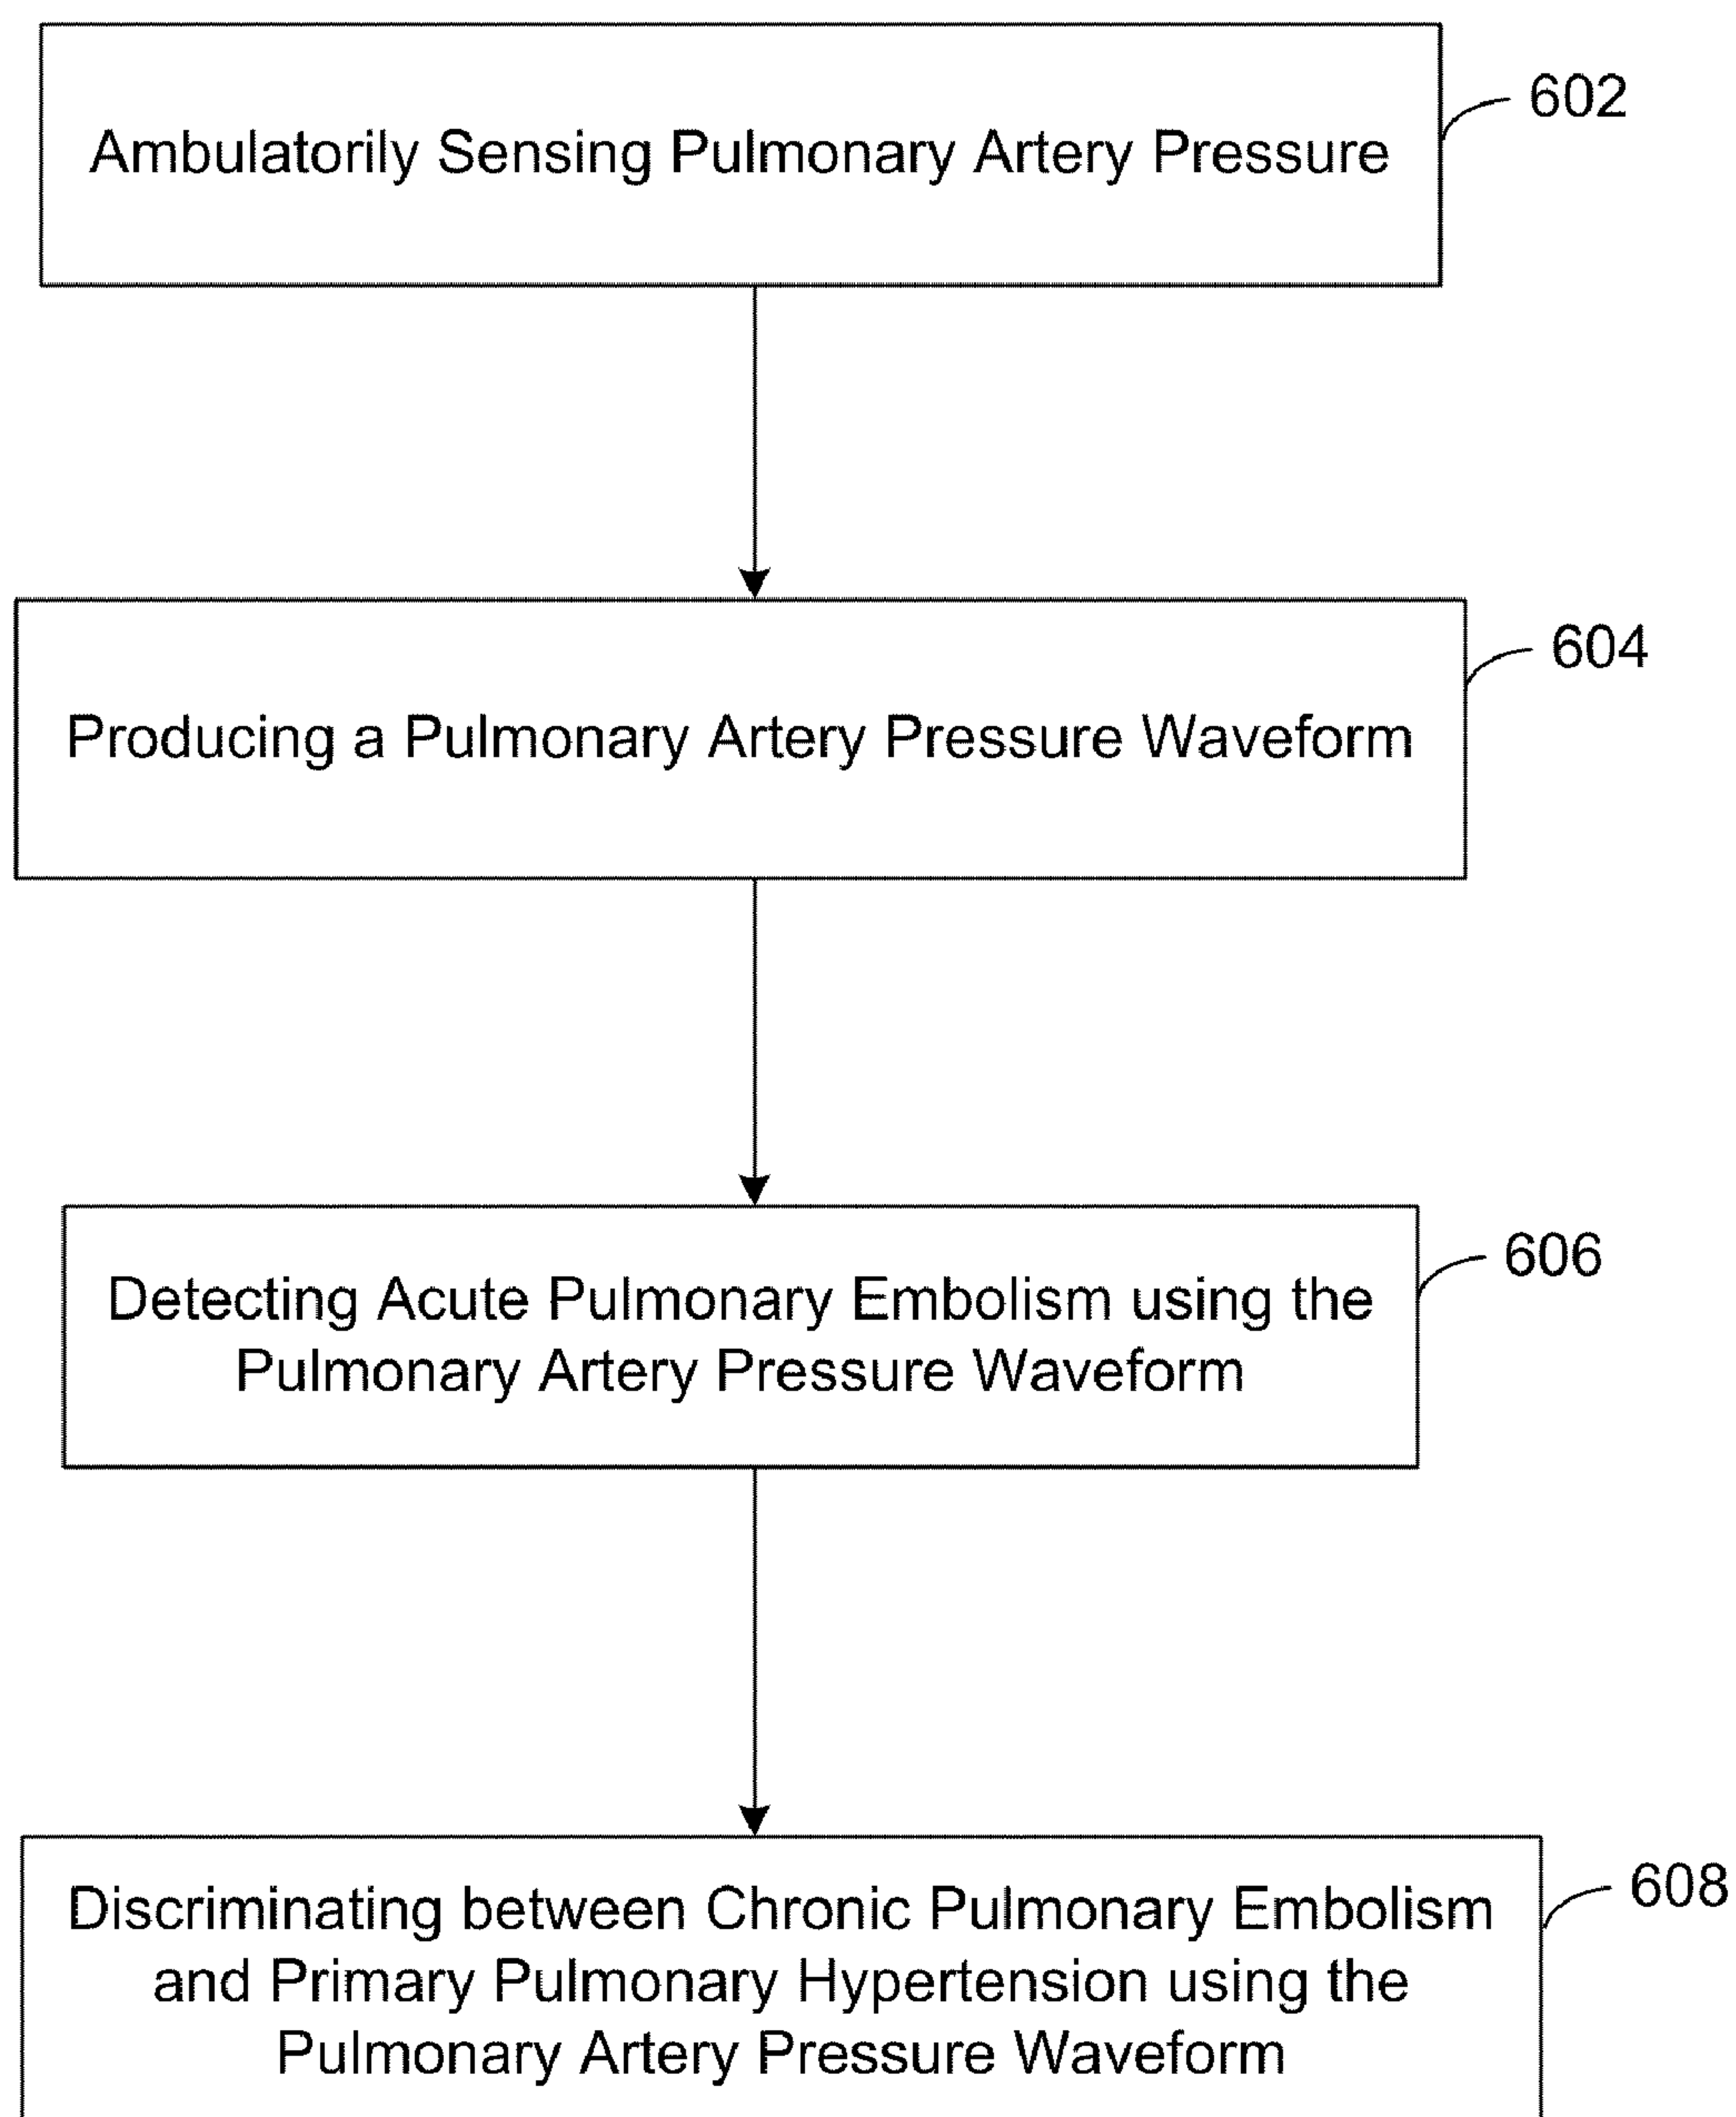 Ambulatorily Sensing Pulmonary Artery Pressure
602
Producing a Pulmonary Artery Pressure Waveform
604
Detecting Acute Pulmonary Embolism using the
Pulmonary Artery Pressure Waveform
606
Discriminating between Chronic Pulmonary Embolism
and Primary Pulmonary Hypertension using the
Pulmonary Artery Pressure Waveform
608